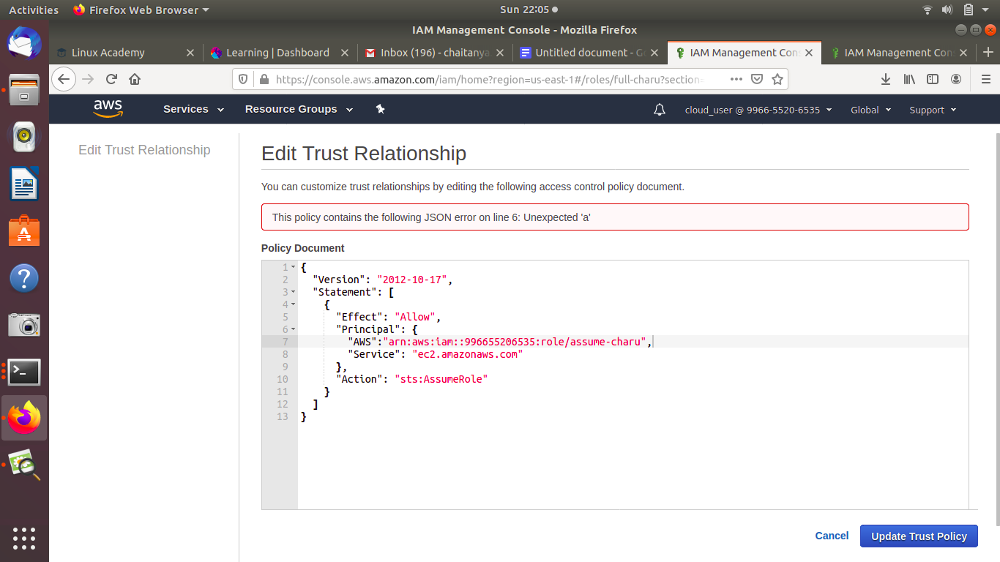 Activities
Firefox Web Browser
Sun 22:05
IAM Management Console - Mozilla Firefox
Linux Academy
Learning | Dashboard
Inbox (196) - chaitanya
Untitled document - G
IAM Management Cons
IAM Management Con
https://console.aws.amazon.com/iam/home?region=us-east-1#/roles/full-charu?section=
aws
Services
Resource Groups
cloud_user @ 9966-5520-6535
Global
Support
Edit Trust Relationship
Edit Trust Relationship
You can customize trust relationships by editing the following access control policy document.
This policy contains the following JSON error on line 6: Unexpected 'a'
Policy Document
1 {
2 "Version": "2012-10-17",
3 "Statement": [
4 {
5 "Effect": "Allow",
6 "Principal": {
7 "AWS":"arn:aws:iam::996655206535:role/assume-charu",
8 "Service": "ec2.amazonaws.com"
9 },
10 "Action": "sts:AssumeRole"
11 }
12 ]
13 }
Cancel
Update Trust Policy